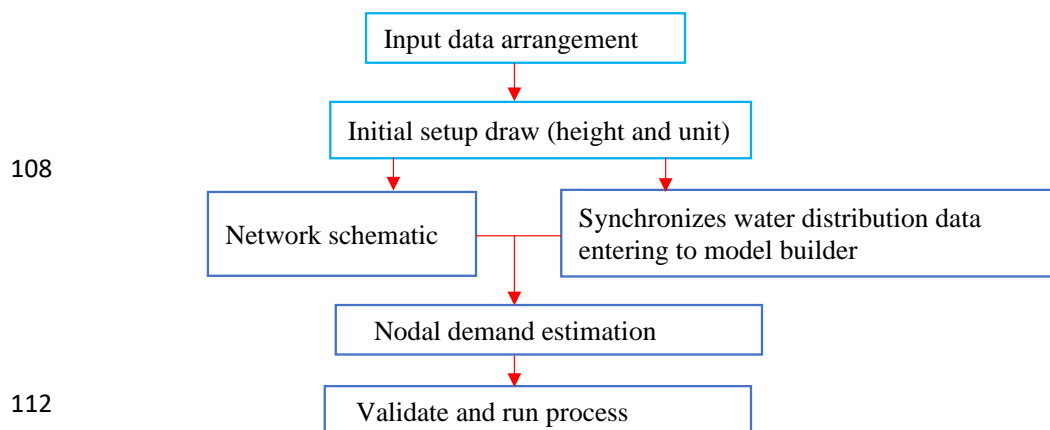 Input data arrangement
Initial setup draw (height and unit)
108
Network schematic
Synchronizes water distribution data
entering to model builder
Nodal demand estimation
112
Validate and run process